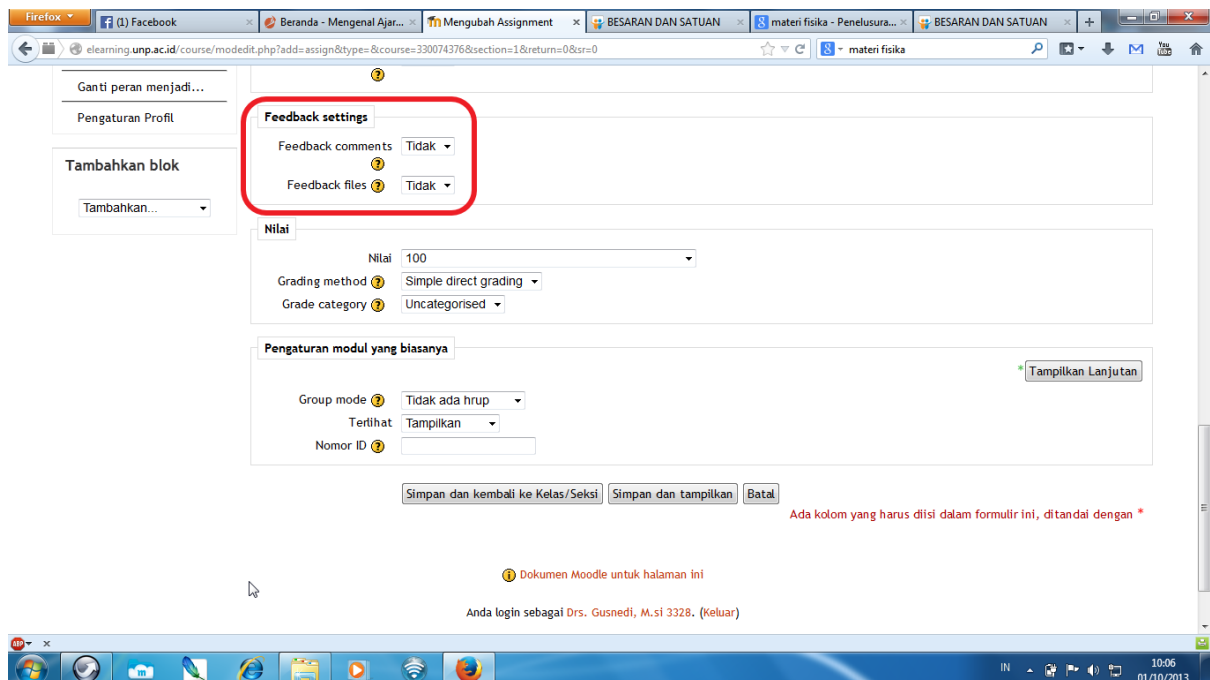 Firefox
(1) Facebook
Beranda - Mengenal Ajar...
Mengubah Assignment
BESARAN DAN SATUAN
materi fisika - Penelusura...
BESARAN DAN SATUAN
elearning.unp.ac.id/course/modedit.php?add=assign&type=&course=330074376&section=1&return=0&sr=0
materi fisika
Ganti peran menjadi...
Pengaturan Profil
Tambahkan blok
Tambahkan...
Feedback settings
Feedback comments Tidak
Feedback files Tidak
Nilai
Nilai 100
Grading method Simple direct grading
Grade category Uncategorised
Pengaturan modul yang biasanya
* Tampilkan Lanjutan
Group mode Tidak ada hrup
Terlihat Tampilkan
Nomor ID
Simpan dan kembali ke Kelas/Seksi Simpan dan tampilkan Batal
Ada kolom yang harus diisi dalam formulir ini, ditandai dengan *
Dokumen Moodle untuk halaman ini
Anda login sebagai Drs. Gusnedi, M.si 3328. (Keluar)
ABP
IN
10:06
01/10/2013